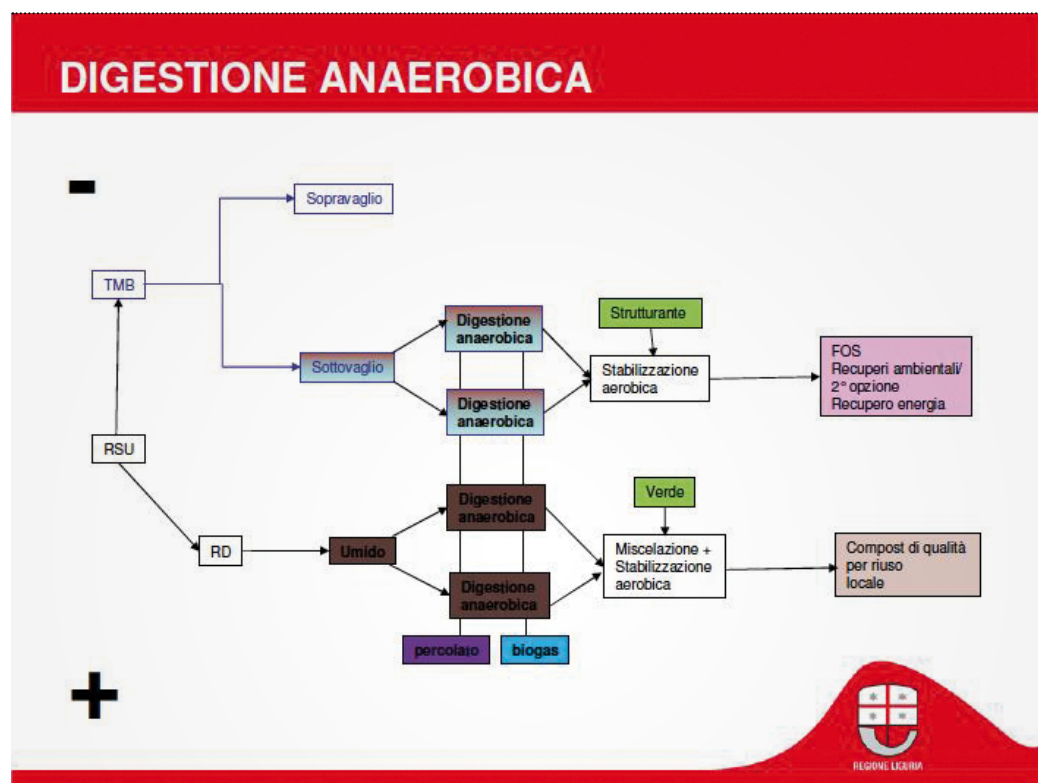 DIGESTIONE ANAEROBICA
-
Sopravaglio
TMB
Digestione
anaerobica
Strutturante
Sottovaglio
Stabilizzazione
aerobica
FOS
Recuperi ambientali/
2° opzione
Recupero energia
Digestione
anaerobica
RSU
Digestione
anaerobica
Verde
RD
Umido
Miscelazione +
Stabilizzazione
aerobica
Compost di qualità
per riuso
locale
Digestione
anaerobica
percolato
biogas
+
REGIONE LIGURIA